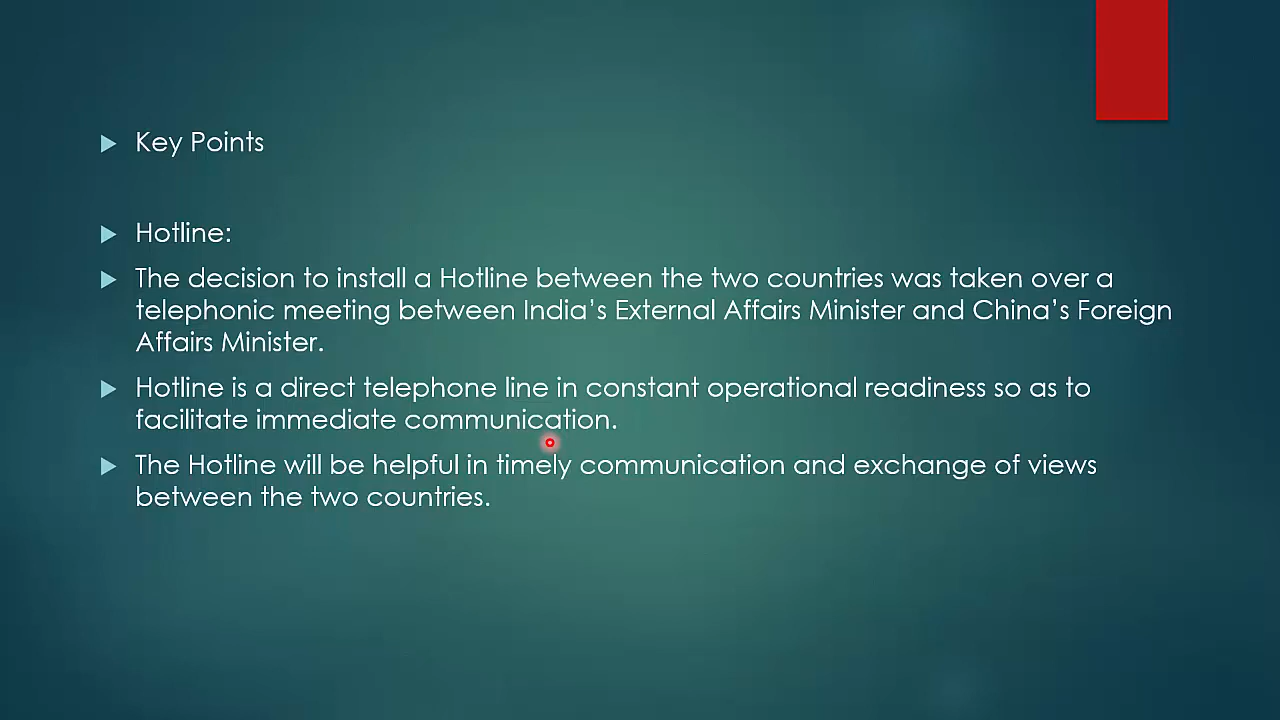 Key Points
Hotline:
The decision to install a Hotline between the two countries was taken over a
telephonic meeting between India’s External Affairs Minister and China’s Foreign
Affairs Minister.
Hotline is a direct telephone line in constant operational readiness so as to
facilitate immediate communication.
The Hotline will be helpful in timely communication and exchange of views
between the two countries.